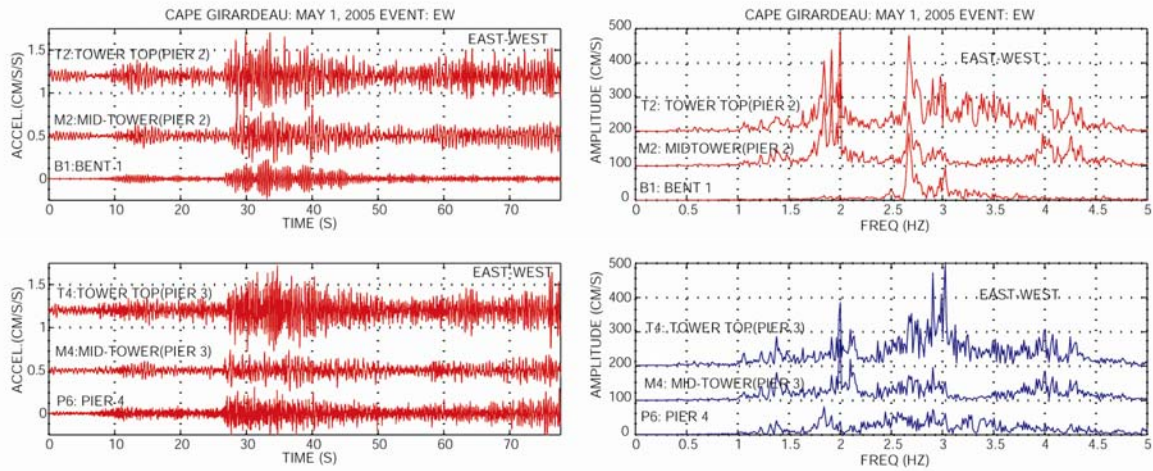 CAPE GIRARDEAU: MAY 1, 2005 EVENT: EW
ACCEL.(CM/S/S)
1.5
1
0.5
0
EAST-WEST
T2:TOWER TOP(PIER 2)
M2:MID-TOWER(PIER 2)
B1:BENT-1
0 10 20 30 40 50 60 70
TIME (S)
CAPE GIRARDEAU: MAY 1, 2005 EVENT: EW
AMPLITUDE (CM/S)
500
400
300
200
100
0
EAST-WEST
T2: TOWER TOP(PIER 2)
M2: MIDTOWER(PIER 2)
B1: BENT 1
0 0.5 1 1.5 2 2.5 3 3.5 4 4.5 5
FREQ (HZ)
ACCEL.(CM/S/S)
1.5
1
0.5
0
EAST-WEST
T4:TOWER TOP(PIER 3)
M4:MID-TOWER(PIER 3)
P6: PIER-4
0 10 20 30 40 50 60 70
TIME (S)
AMPLITUDE (CM/S)
500
400
300
200
100
0
EAST-WEST
T4: TOWER TOP(PIER 3)
M4: MID-TOWER(PIER 3)
P6: PIER 4
0 0.5 1 1.5 2 2.5 3 3.5 4 4.5 5
FREQ (HZ)